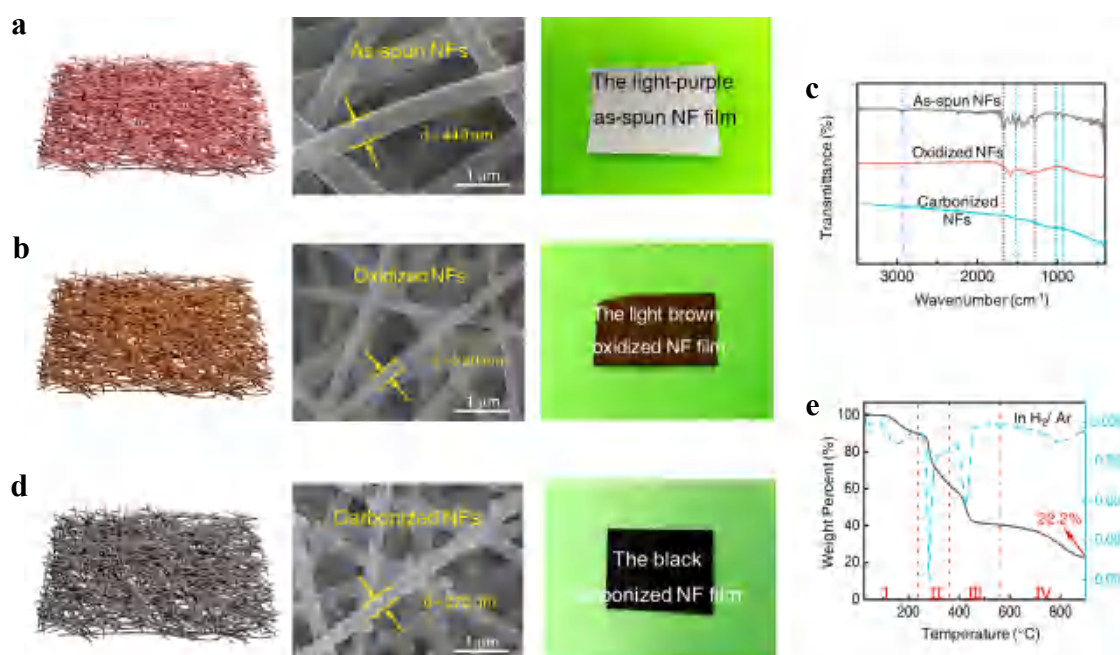 a
As-spun NFs
1 μm
The light-purple
as-spun NF film
b
Oxidized NFs
1 μm
The light brown
oxidized NF film
d
Carbonized NFs
1 μm
The black
carbonized NF film
c
Transmittance (%)
As-spun NFs
Oxidized NFs
Carbonized
NFs
3000
2000
1000
Wavenumber (cm⁻¹)
e
Weight Percent (%)
In H₂/ Ar
100
80
60
40
20
0
22.2%
I
II
III
IV
200
400
600
800
Temperature (°C)